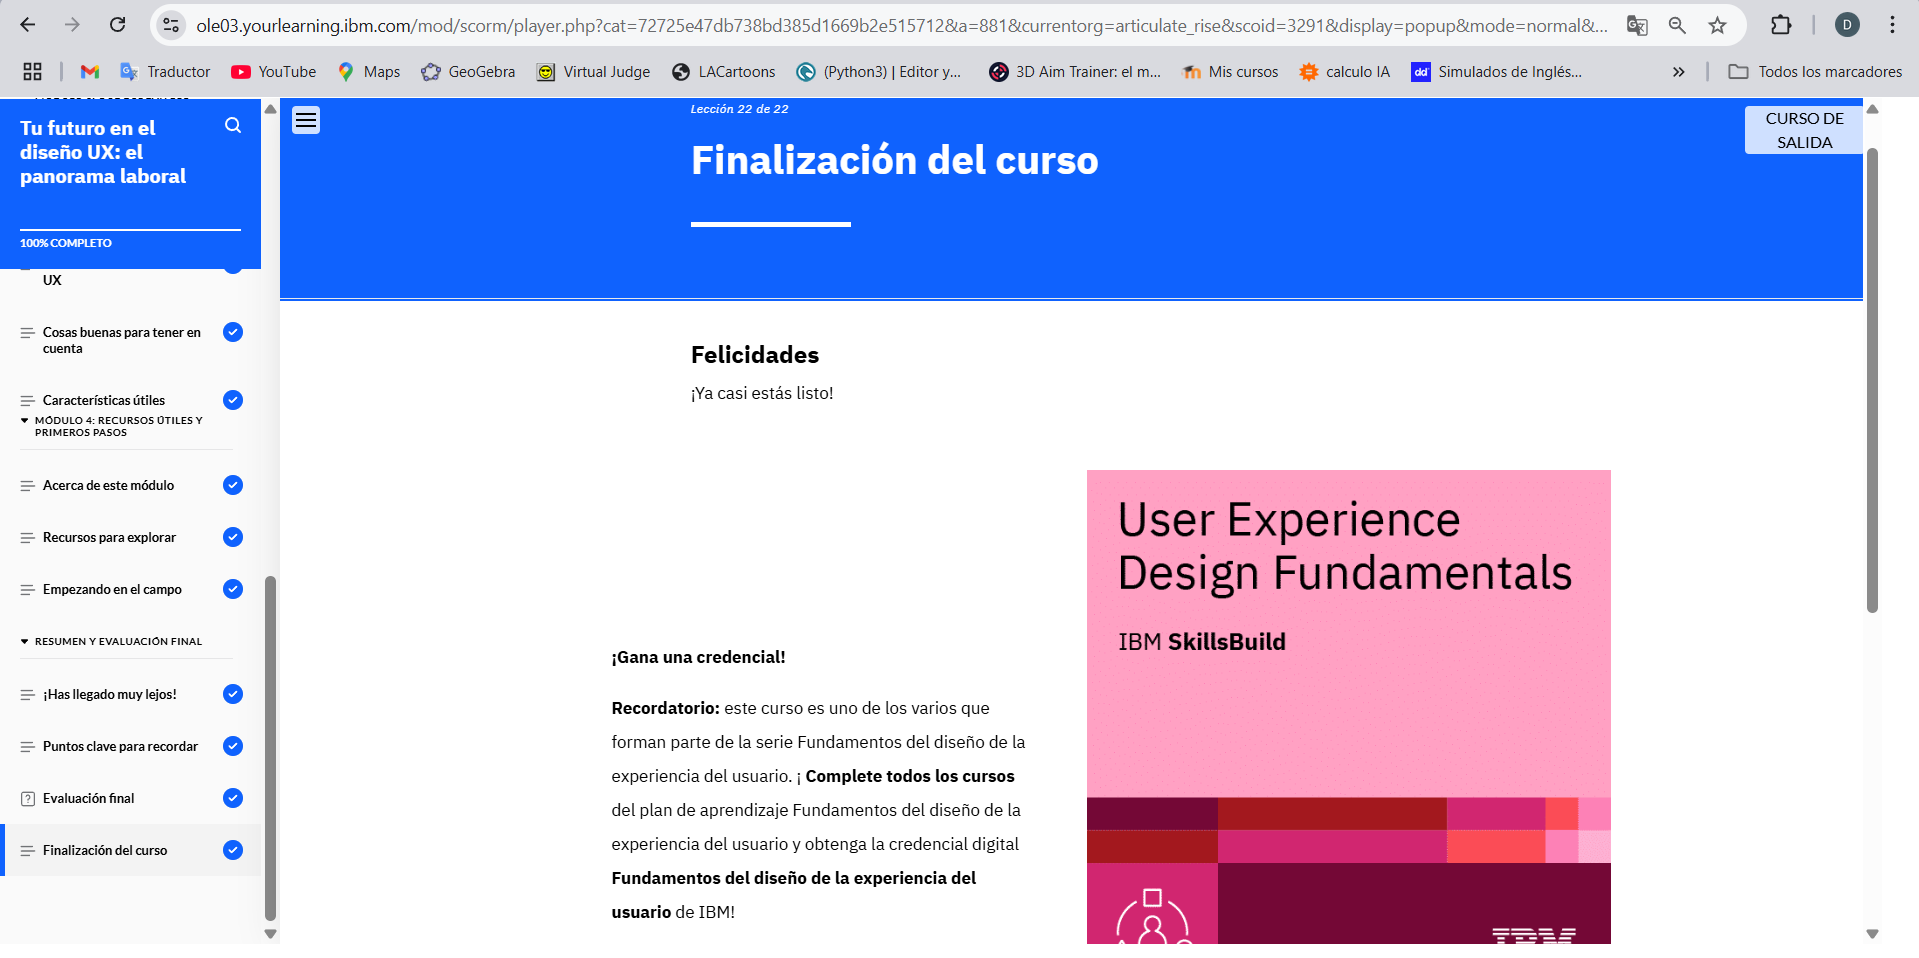 ole03.yourlearning.ibm.com/mod/scorm/player.php?cat=72725e47db738bd385d1669b2e515712&a=881&currentorg=articulate_rise&scoid=3291&display=popup&mode=normal&...
D
Traductor
YouTube
Maps
GeoGebra
Virtual Judge
LACartoons
(Python3) | Editor y...
3D Aim Trainer: el m...
Mis cursos
calculo IA
dd
Simulados de Inglés...
»
Todos los marcadores
Tu futuro en el
diseño UX: el
panorama laboral
100% COMPLETO
UX
Cosas buenas para tener en
cuenta
Características útiles
MÓDULO 4: RECURSOS ÚTILES Y
PRIMEROS PASOS
Acerca de este módulo
Recursos para explorar
Empezando en el campo
RESUMEN Y EVALUACIÓN FINAL
¡Has llegado muy lejos!
Puntos clave para recordar
Evaluación final
Finalización del curso
Lección 22 de 22
Finalización del curso
CURSO DE
SALIDA
Felicidades
¡Ya casi estás listo!
¡Gana una credencial!
Recordatorio: este curso es uno de los varios que
forman parte de la serie Fundamentos del diseño de la
experiencia del usuario. ¡ Complete todos los cursos
del plan de aprendizaje Fundamentos del diseño de la
experiencia del usuario y obtenga la credencial digital
Fundamentos del diseño de la experiencia del
usuario de IBM!
User Experience
Design Fundamentals
IBM SkillsBuild
IBM